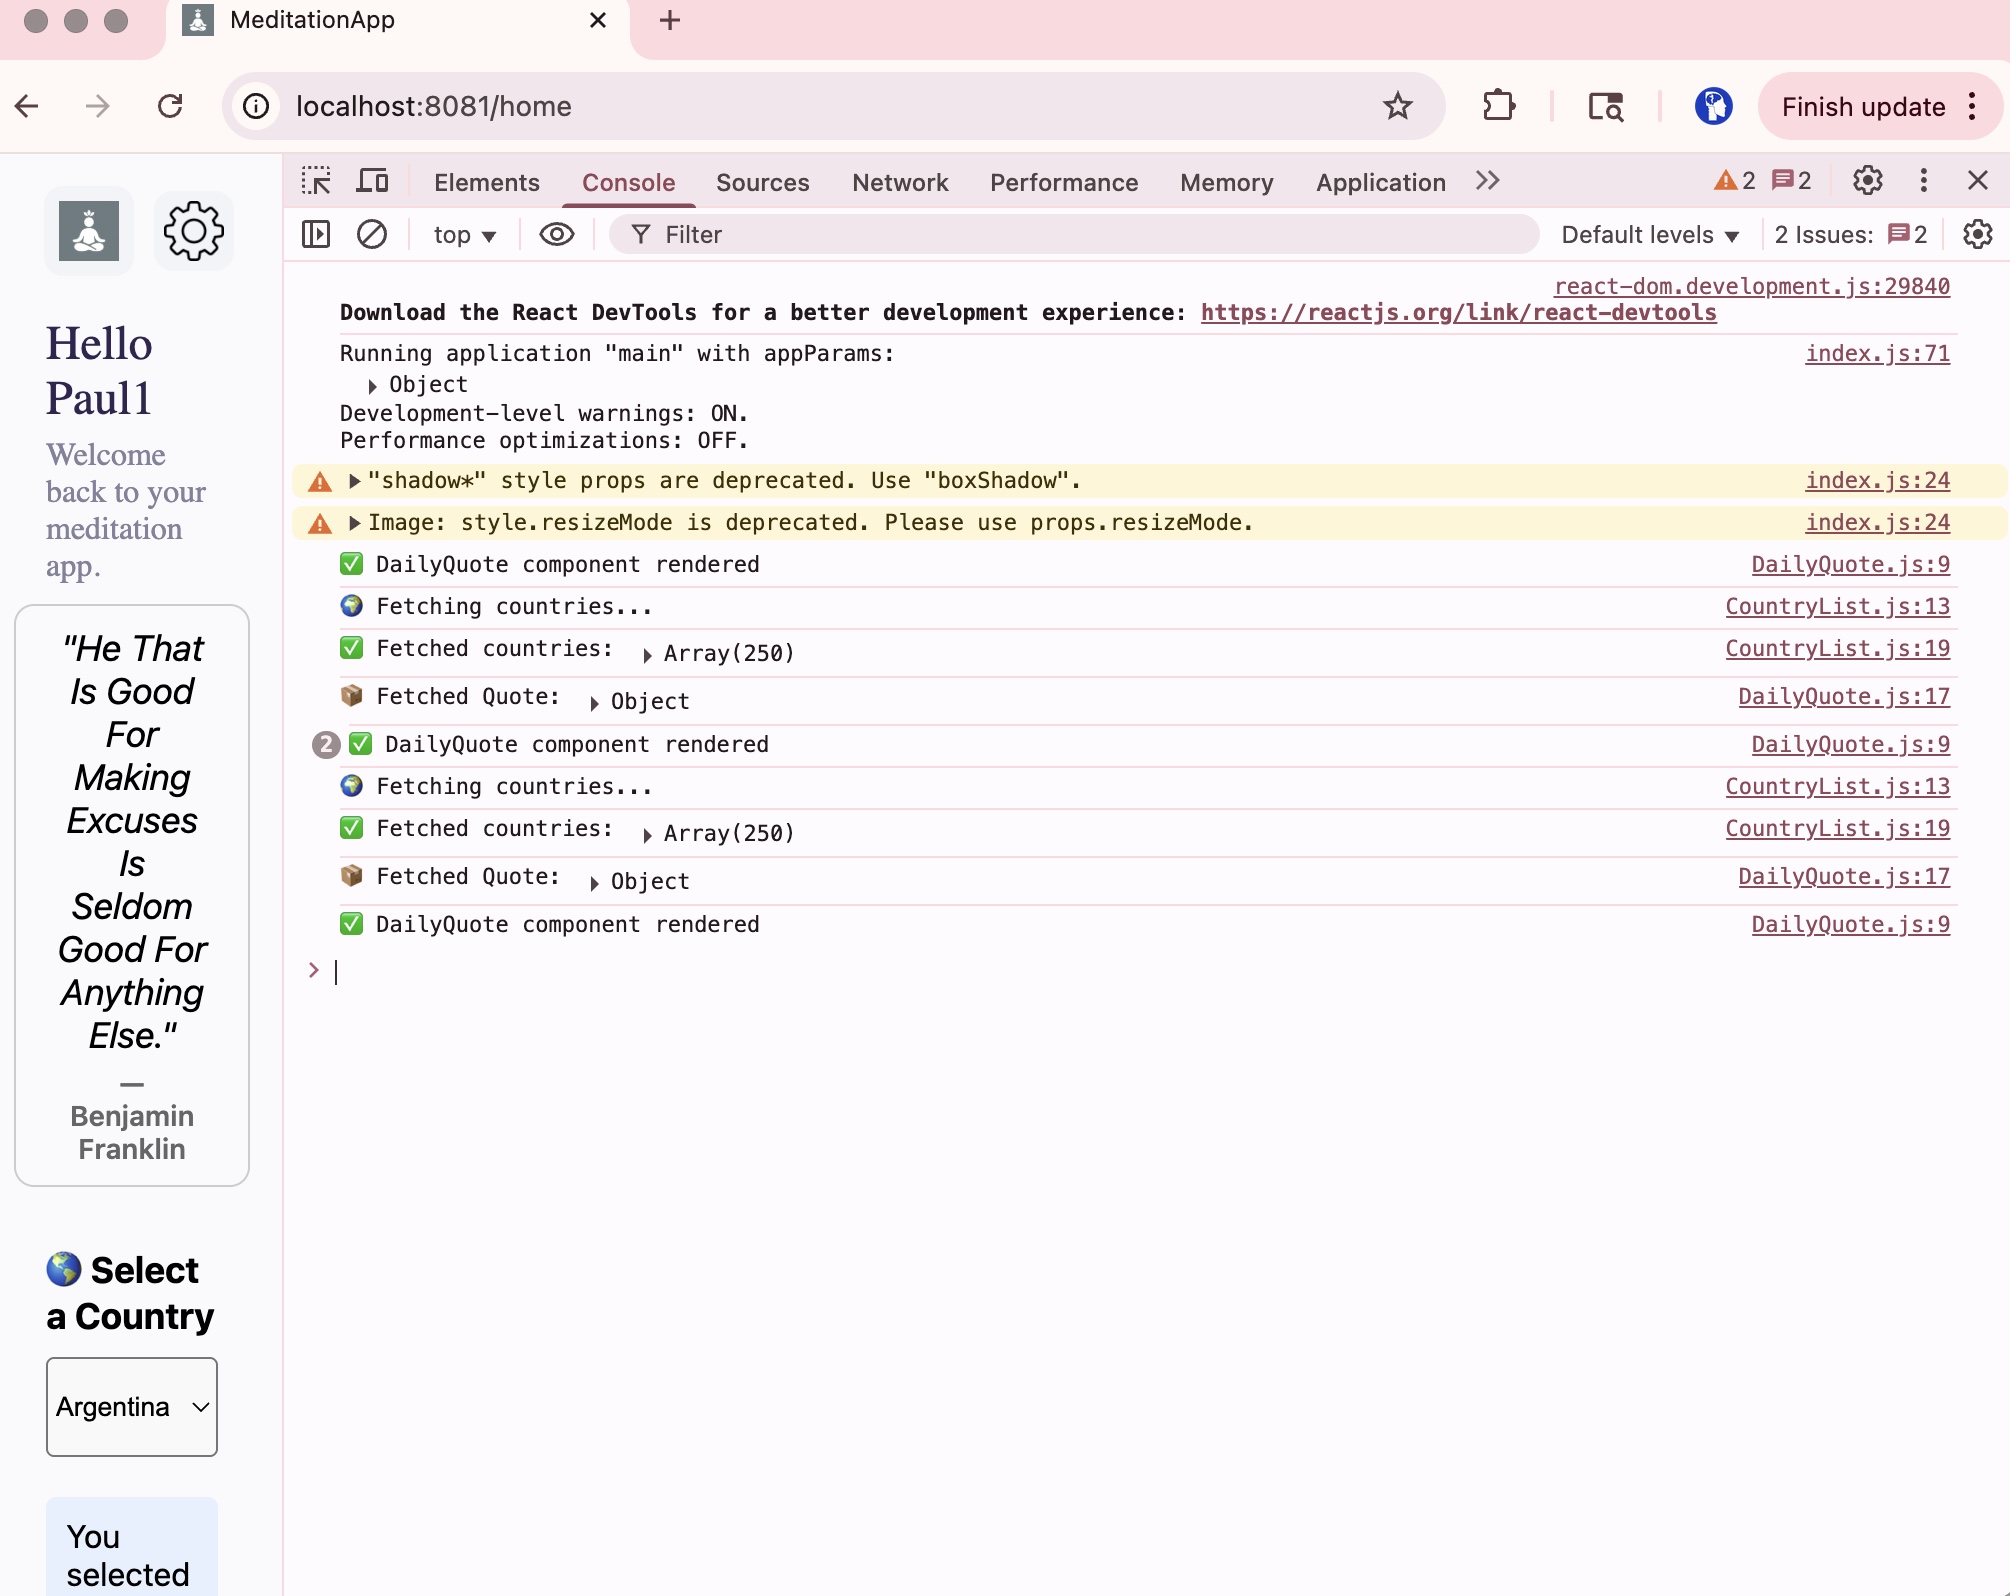 MeditationApp
localhost:8081/home
Finish update
Elements Console Sources Network Performance Memory Application 2 2
top Filter Default levels 2 Issues: 2
Hello
Paul1
Welcome
back to your
meditation
app.
"He That
Is Good
For
Making
Excuses
Is
Seldom
Good For
Anything
Else."
—
Benjamin
Franklin
🌎 Select
a Country
Argentina
You
selected
react-dom.development.js:29840
Download the React DevTools for a better development experience: https://reactjs.org/link/react-devtools
Running application "main" with appParams: index.js:71
Object
Development-level warnings: ON.
Performance optimizations: OFF.
"shadow*" style props are deprecated. Use "boxShadow". index.js:24
Image: style.resizeMode is deprecated. Please use props.resizeMode. index.js:24
✅ DailyQuote component rendered DailyQuote.js:9
🌍 Fetching countries... CountryList.js:13
✅ Fetched countries: Array(250) CountryList.js:19
📦 Fetched Quote: Object DailyQuote.js:17
2 ✅ DailyQuote component rendered DailyQuote.js:9
🌍 Fetching countries... CountryList.js:13
✅ Fetched countries: Array(250) CountryList.js:19
📦 Fetched Quote: Object DailyQuote.js:17
✅ DailyQuote component rendered DailyQuote.js:9